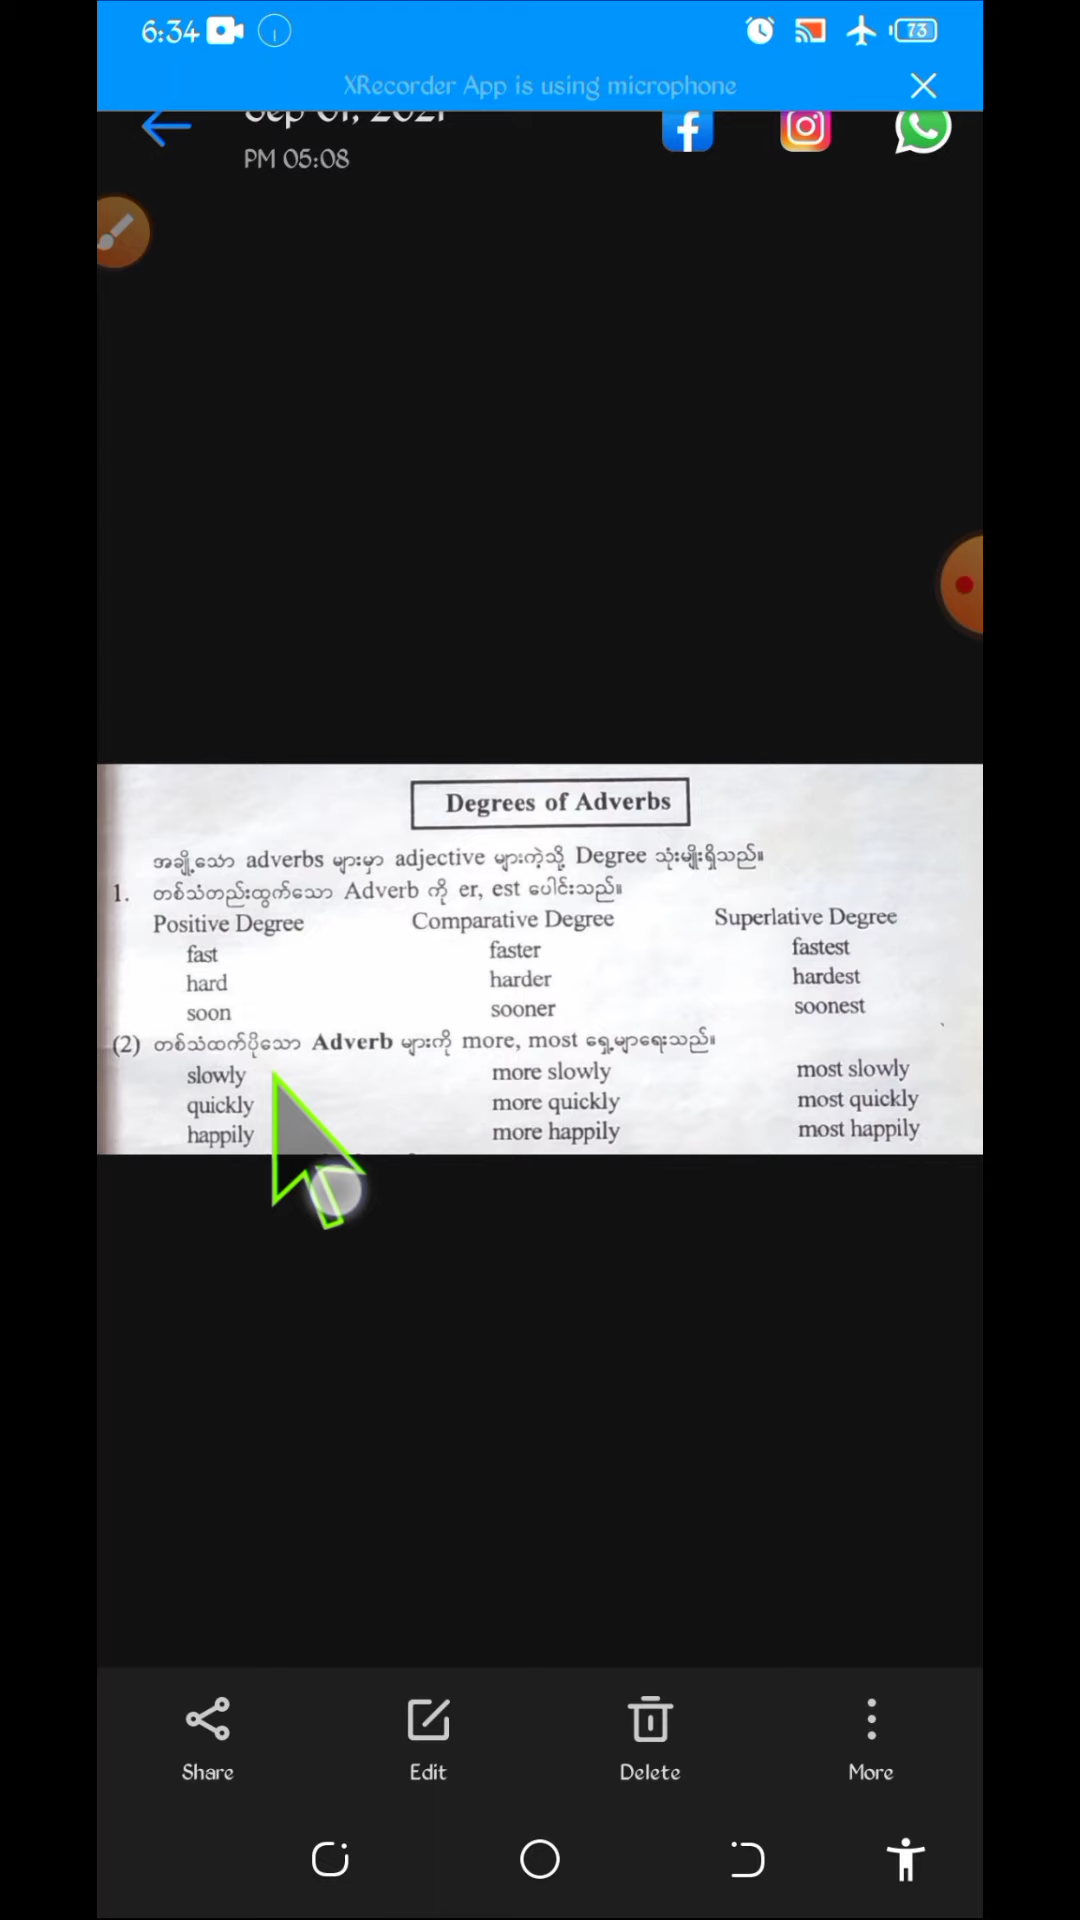 6:34
73
XRecorder App is using microphone
Sep 01, 2021
PM 05:08
Degrees of Adverbs
အချို့သော adverbs များမှာ adjective များကဲ့သို့ Degree သုံးမျိုးရှိသည်။
1. တစ်သံတည်းထွက်သော Adverb ကို er, est ပေါင်းသည်။
Positive Degree Comparative Degree Superlative Degree
fast faster fastest
hard harder hardest
soon sooner soonest
(2) တစ်သံထက်ပိုသော Adverb များကို more, most ရှေ့မှာရေးသည်။
slowly more slowly most slowly
quickly more quickly most quickly
happily more happily most happily
Share Edit Delete More